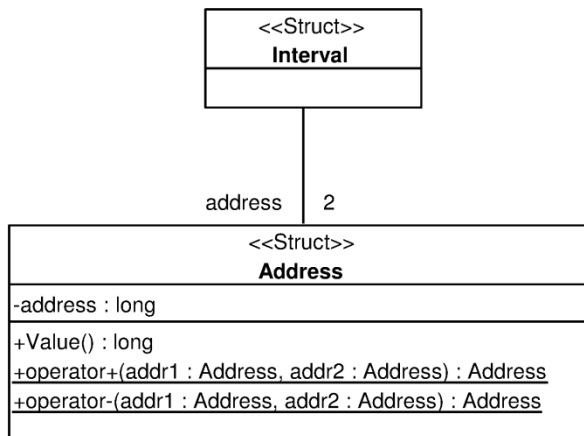 <<Struct>>
Interval
address 2
<<Struct>>
Address
-address : long
+Value() : long
+operator+(addr1 : Address, addr2 : Address) : Address
+operator-(addr1 : Address, addr2 : Address) : Address